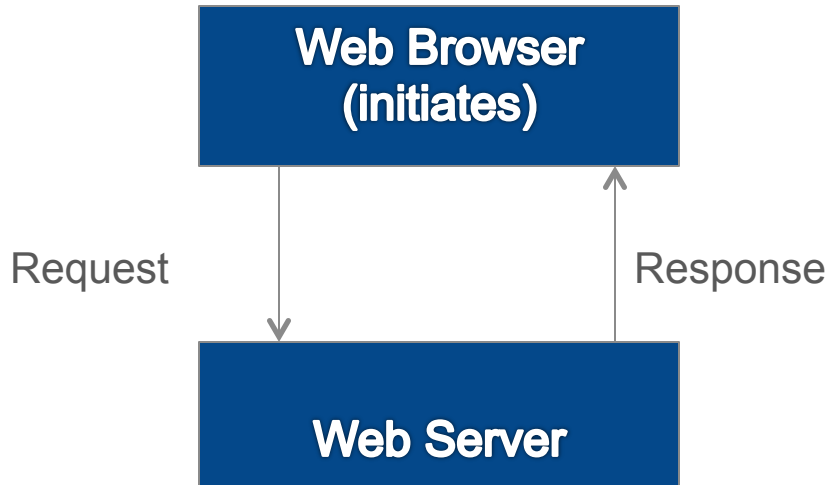 Web Browser
(initiates)
Request
Response
Web Server